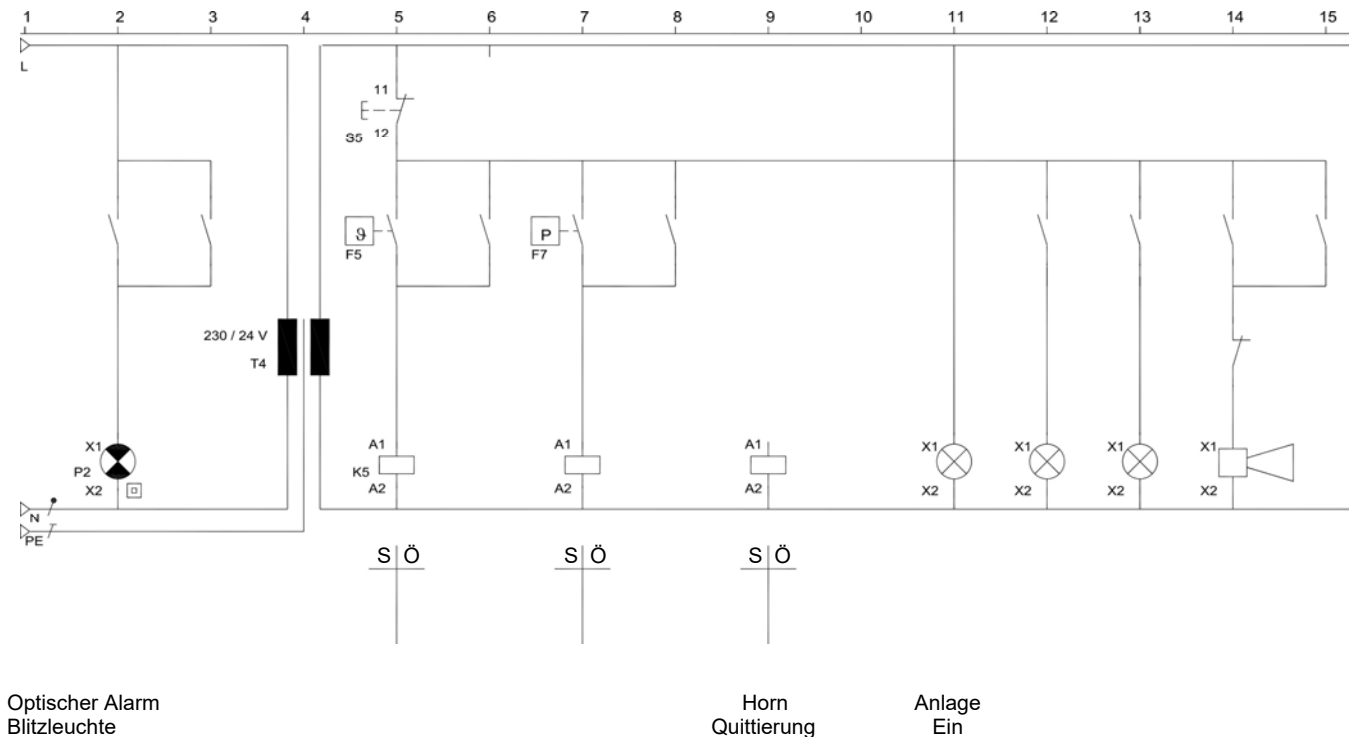 1 2 3 4 5 6 7 8 9 10 11 12 13 14 15
L
11
S5 12
ϑ P
F5 F7
230 / 24 V
T4
X1 A1 A1 A1 X1 X1 X1 X1
P2 K5
X2 A2 A2 A2 X2 X2 X2 X2
N
PE
S Ö S Ö S Ö
Optischer Alarm Horn Anlage
Blitzleuchte Quittierung Ein